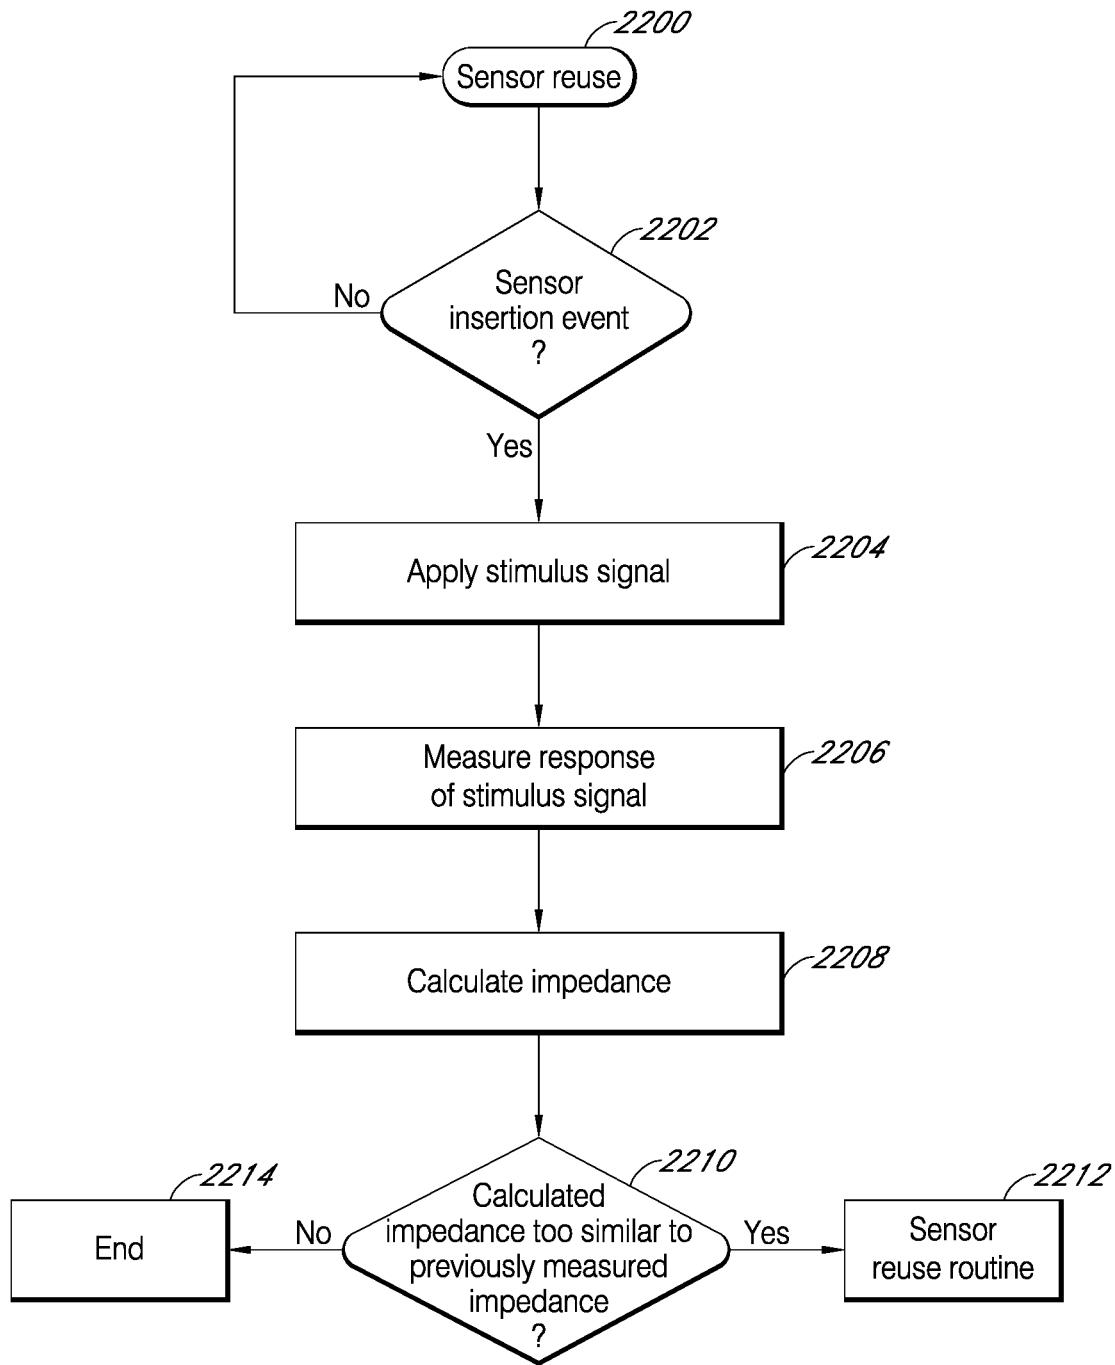 2200
Sensor reuse
2202
Sensor
insertion event
?
No
Yes
2204
Apply stimulus signal
2206
Measure response
of stimulus signal
2208
Calculate impedance
2210
Calculated
impedance too similar to
previously measured
impedance
?
No
2214
End
Yes
2212
Sensor
reuse routine